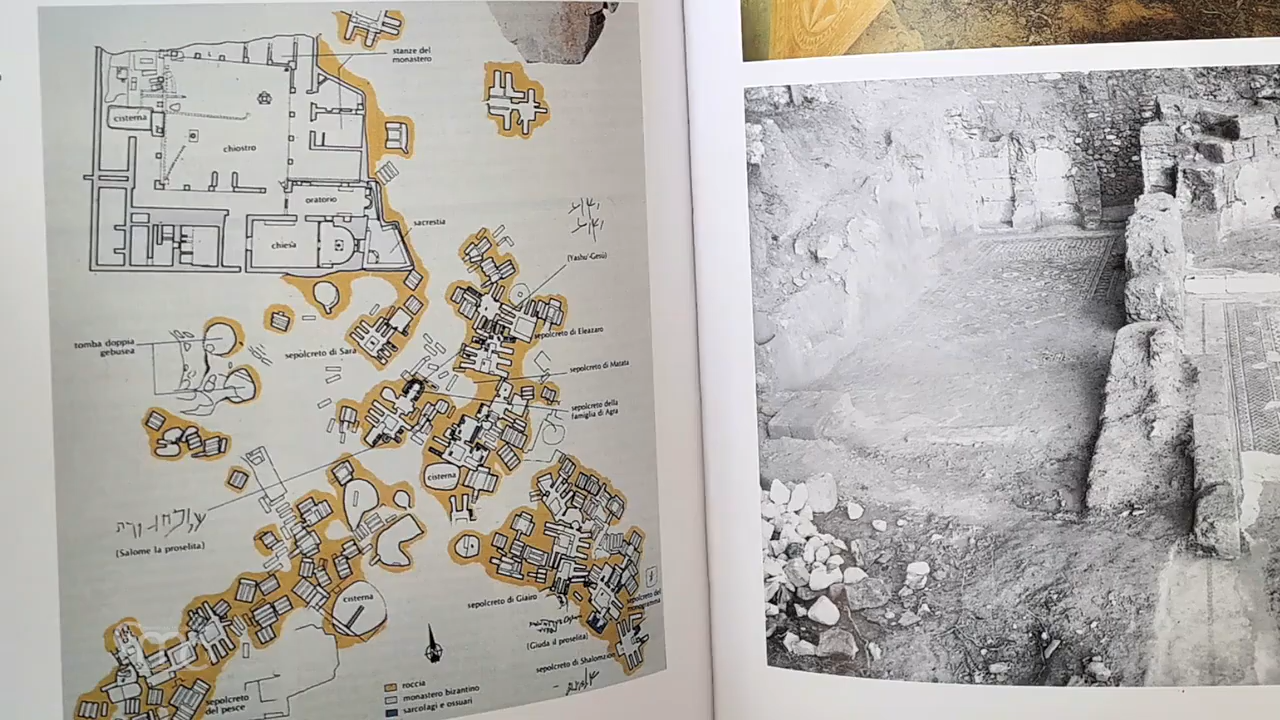 stanze del
monastero
cisterna
chiostro
oratorio
sacrestia
chiesa
(Yashu'-Gesù)
tomba doppia
gebusea
sepolcreto di Sara
sepolcreto di Eleazaro
sepolcreto di Matata
sepolcreto della
Famiglia di Agra
cisterna
(Salome la proselita)
cisterna
sepolcreto di Giairo
sepolcreto del
monogramma
(Giuda il proselita)
sepolcreto di Shalomzion
sepolcreto
del pesce
roccia
monastero bizantino
sarcofagi e ossuari